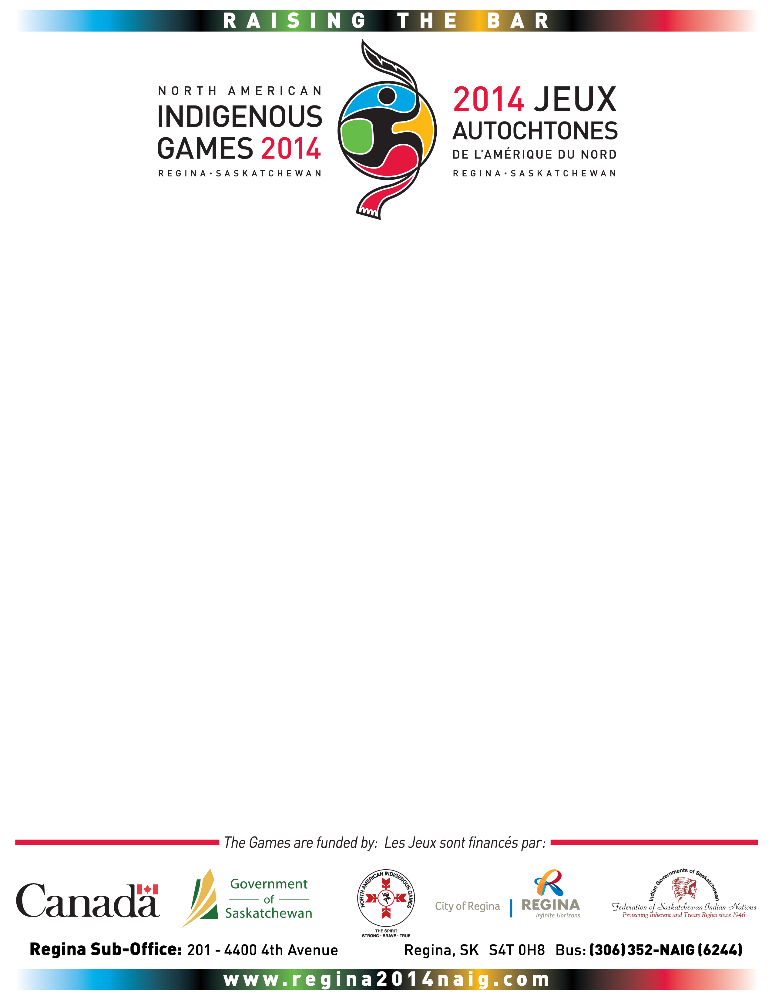 RAISING THE BAR
NORTH AMERICAN
INDIGENOUS
GAMES 2014
REGINA • SASKATCHEWAN
2014 JEUX
AUTOCHTONES
DE L'AMÉRIQUE DU NORD
REGINA • SASKATCHEWAN
The Games are funded by: Les Jeux sont financés par:
Canada
Government
of
Saskatchewan
NORTH AMERICAN INDIGENOUS GAMES
THE SPIRIT
STRONG • BRAVE • TRUE
City of Regina
REGINA
Infinite Horizons
Indian Governments of Saskatchewan
Federation of Saskatchewan Indian Nations
Protecting Inherent and Treaty Rights since 1946
Regina Sub-Office: 201 - 4400 4th Avenue Regina, SK S4T 0H8 Bus: (306) 352-NAIG (6244)
www.regina2014naig.com